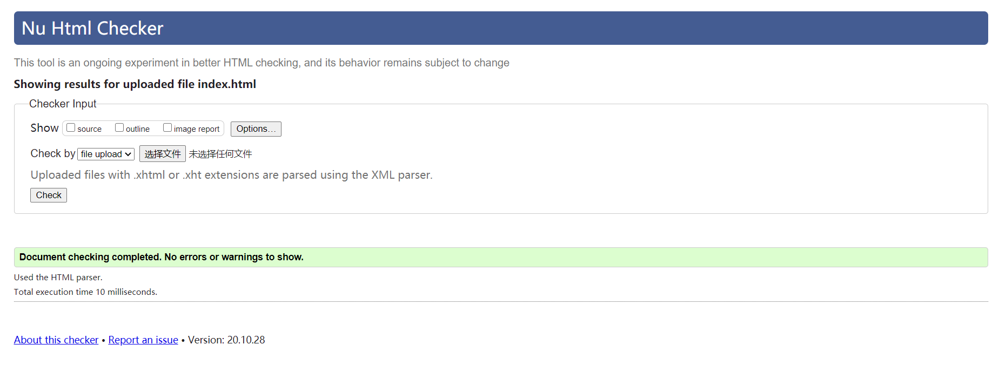 Nu Html Checker
This tool is an ongoing experiment in better HTML checking, and its behavior remains subject to change
Showing results for uploaded file index.html
Checker Input
Show source outline image report Options...
Check by file upload 选择文件 未选择任何文件
Uploaded files with .xhtml or .xht extensions are parsed using the XML parser.
Check
Document checking completed. No errors or warnings to show.
Used the HTML parser.
Total execution time 10 milliseconds.
About this checker • Report an issue • Version: 20.10.28